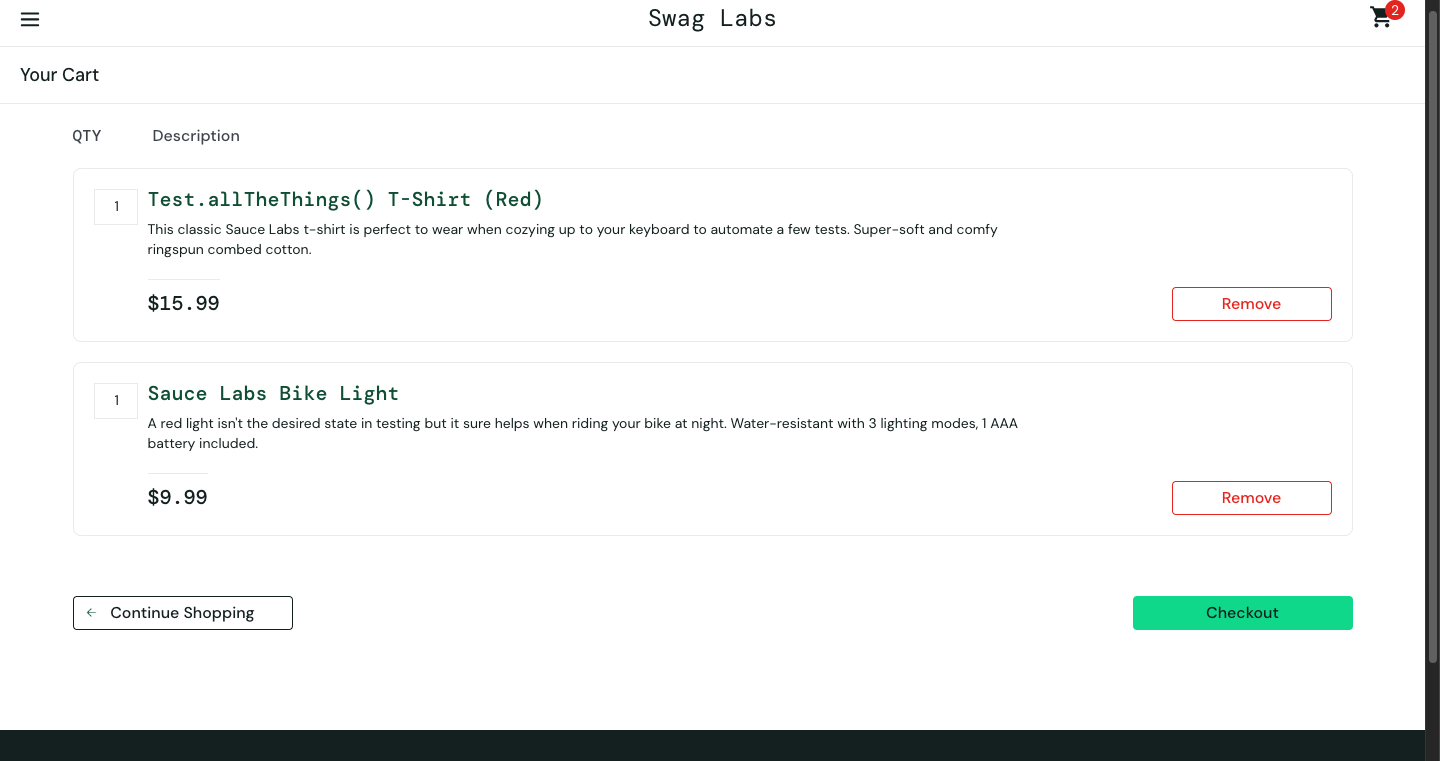 Swag Labs
2
Your Cart
QTY Description
1
Test.allTheThings() T-Shirt (Red)
This classic Sauce Labs t-shirt is perfect to wear when cozying up to your keyboard to automate a few tests. Super-soft and comfy
ringspun combed cotton.
$15.99
Remove
1
Sauce Labs Bike Light
A red light isn't the desired state in testing but it sure helps when riding your bike at night. Water-resistant with 3 lighting modes, 1 AAA
battery included.
$9.99
Remove
Continue Shopping
Checkout